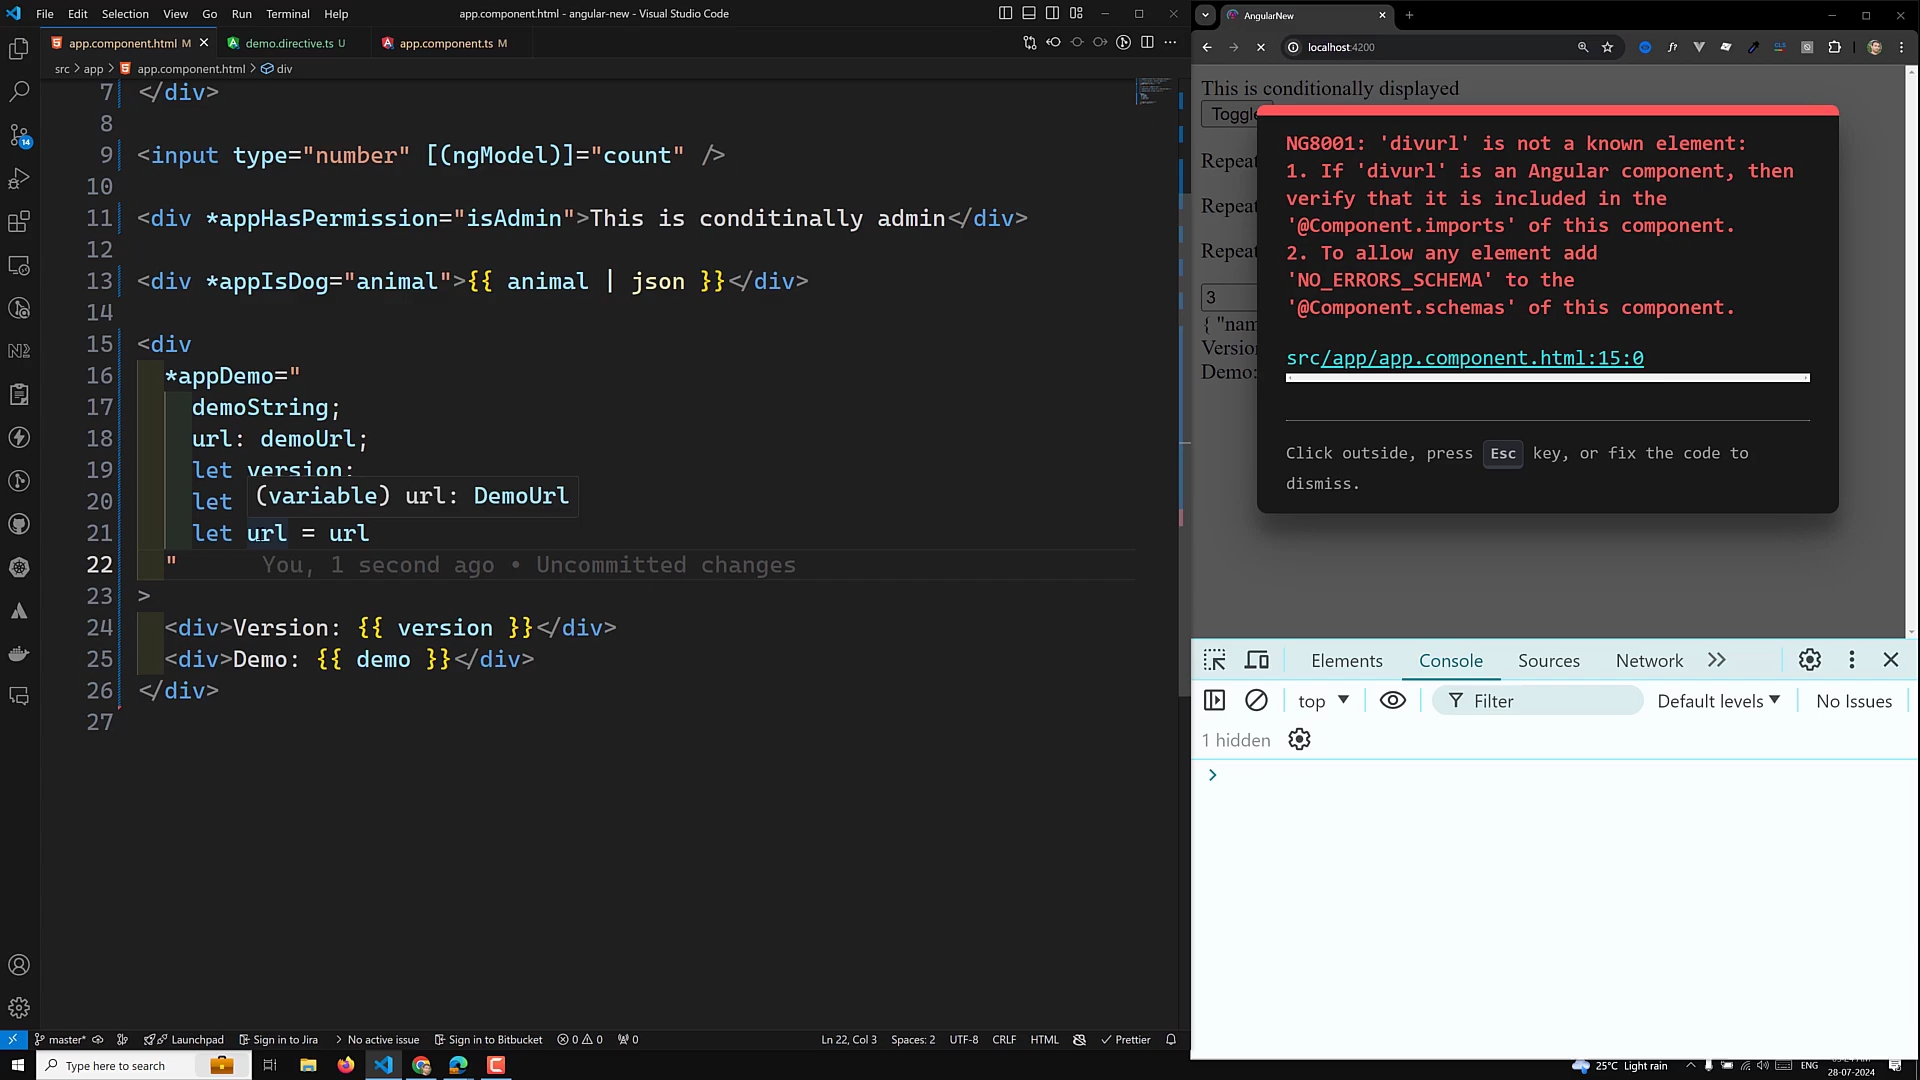 File Edit Selection View Go Run Terminal Help
app.component.html - angular-new - Visual Studio Code
app.component.html M
demo.directive.ts U
app.component.ts M
src > app > app.component.html > div
7 </div>
8
9 <input type="number" [(ngModel)]="count" />
10
11 <div *appHasPermission="isAdmin">This is conditinally admin</div>
12
13 <div *appIsDog="animal">{{ animal | json }}</div>
14
15 <div
16 *appDemo="
17 demoString;
18 url: demoUrl;
19 let version;
20 let
(variable) url: DemoUrl
21 let url = url
22 " You, 1 second ago • Uncommitted changes
23 >
24 <div>Version: {{ version }}</div>
25 <div>Demo: {{ demo }}</div>
26 </div>
27
14
master*
Launchpad
Sign in to Jira
No active issue
Sign in to Bitbucket
0 0
0
Ln 22, Col 3
Spaces: 2
UTF-8
CRLF
HTML
Prettier
AngularNew
localhost:4200
This is conditionally displayed
Toggle
Repeat
Repeat
Repeat
3
{ "nam
Version
Demo:
NG8001: 'divurl' is not a known element:
1. If 'divurl' is an Angular component, then
verify that it is included in the
'@Component.imports' of this component.
2. To allow any element add
'NO_ERRORS_SCHEMA' to the
'@Component.schemas' of this component.
src/app/app.component.html:15:0
Click outside, press Esc key, or fix the code to
dismiss.
Elements Console Sources Network
top
Filter
Default levels
No Issues
1 hidden
Type here to search
25°C Light rain
ENG
28-07-2024